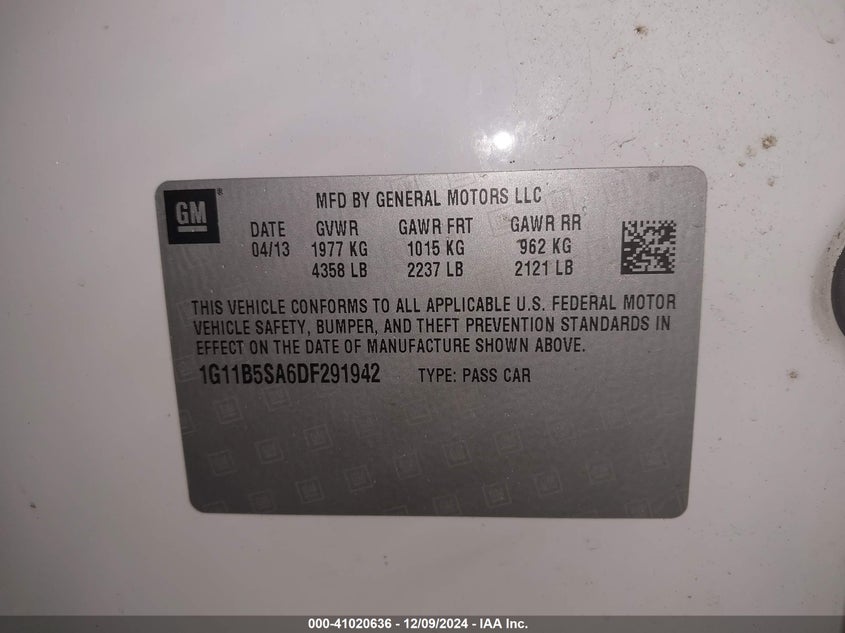 GM®
MFD BY GENERAL MOTORS LLC
DATE GVWR GAWR FRT GAWR RR
04/13 1977 KG 1015 KG 962 KG
4358 LB 2237 LB 2121 LB
THIS VEHICLE CONFORMS TO ALL APPLICABLE U.S. FEDERAL MOTOR
VEHICLE SAFETY, BUMPER, AND THEFT PREVENTION STANDARDS IN
EFFECT ON THE DATE OF MANUFACTURE SHOWN ABOVE.
1G11B5SA6DF291942 TYPE: PASS CAR
000-41020636 - 12/09/2024 - IAA Inc.